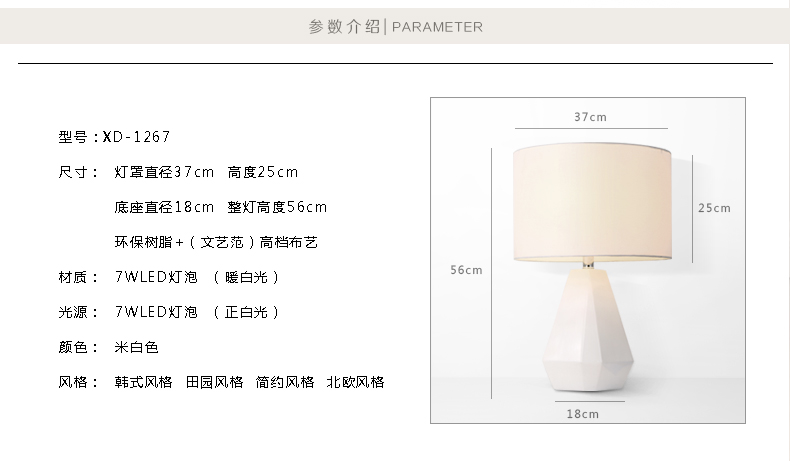 参数介绍| PARAMETER
型号：XD-1267
尺寸： 灯罩直径37cm 高度25cm
底座直径18cm 整灯高度56cm
环保树脂+（文艺范）高档布艺
材质： 7WLED灯泡 （暖白光）
光源： 7WLED灯泡 （正白光）
颜色： 米白色
风格： 韩式风格 田园风格 简约风格 北欧风格
37cm
25cm
56cm
18cm